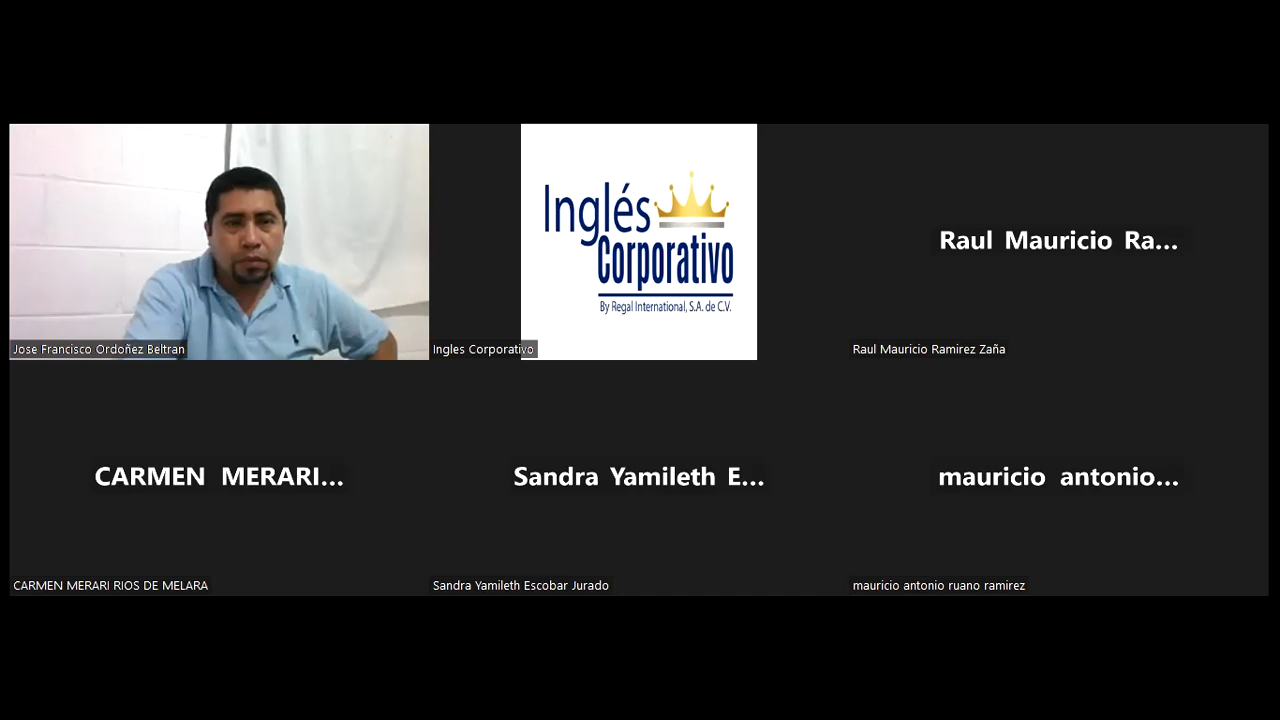 Jose Francisco Ordoñez Beltran
Inglés
Corporativo
By Regal International, S.A. de C.V.
Ingles Corporativo
Raul Mauricio Ra...
Raul Mauricio Ramirez Zaña
CARMEN MERARI...
CARMEN MERARI RIOS DE MELARA
Sandra Yamileth E...
Sandra Yamileth Escobar Jurado
mauricio antonio...
mauricio antonio ruano ramirez